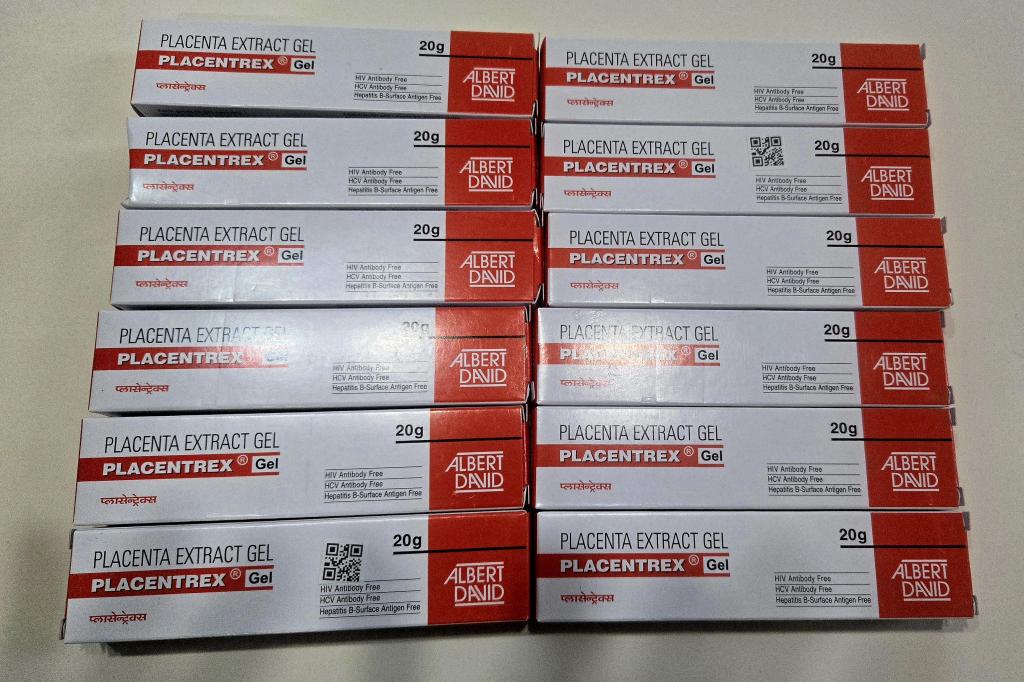 PLACENTA EXTRACT GEL
20g
PLACENTREX® Gel
प्लासेन्ट्रेक्स
HIV Antibody Free
HCV Antibody Free
Hepatitis B-Surface Antigen Free
ALBERT
DAVID
PLACENTA EXTRACT GEL
20g
PLACENTREX® Gel
प्लासेन्ट्रेक्स
HIV Antibody Free
HCV Antibody Free
Hepatitis B-Surface Antigen Free
ALBERT
DAVID
PLACENTA EXTRACT GEL
20g
PLACENTREX® Gel
प्लासेन्ट्रेक्स
HIV Antibody Free
HCV Antibody Free
Hepatitis B-Surface Antigen Free
ALBERT
DAVID
PLACENTA EXTRACT GEL
20g
PLACENTREX® Gel
प्लासेन्ट्रेक्स
HIV Antibody Free
HCV Antibody Free
Hepatitis B-Surface Antigen Free
ALBERT
DAVID
PLACENTA EXTRACT GEL
20g
PLACENTREX® Gel
प्लासेन्ट्रेक्स
HIV Antibody Free
HCV Antibody Free
Hepatitis B-Surface Antigen Free
ALBERT
DAVID
PLACENTA EXTRACT GEL
20g
PLACENTREX® Gel
प्लासेन्ट्रेक्स
HIV Antibody Free
HCV Antibody Free
Hepatitis B-Surface Antigen Free
ALBERT
DAVID
PLACENTA EXTRACT GEL
20g
PLACENTREX® Gel
प्लासेन्ट्रेक्स
HIV Antibody Free
HCV Antibody Free
Hepatitis B-Surface Antigen Free
ALBERT
DAVID
PLACENTA EXTRACT GEL
20g
PLACENTREX® Gel
प्लासेन्ट्रेक्स
HIV Antibody Free
HCV Antibody Free
Hepatitis B-Surface Antigen Free
ALBERT
DAVID
PLACENTA EXTRACT GEL
20g
PLACENTREX® Gel
प्लासेन्ट्रेक्स
HIV Antibody Free
HCV Antibody Free
Hepatitis B-Surface Antigen Free
ALBERT
DAVID
PLACENTA EXTRACT GEL
20g
PLACENTREX® Gel
प्लासेन्ट्रेक्स
HIV Antibody Free
HCV Antibody Free
Hepatitis B-Surface Antigen Free
ALBERT
DAVID
PLACENTA EXTRACT GEL
20g
PLACENTREX® Gel
प्लासेन्ट्रेक्स
HIV Antibody Free
HCV Antibody Free
Hepatitis B-Surface Antigen Free
ALBERT
DAVID
PLACENTA EXTRACT GEL
20g
PLACENTREX® Gel
प्लासेन्ट्रेक्स
HIV Antibody Free
HCV Antibody Free
Hepatitis B-Surface Antigen Free
ALBERT
DAVID